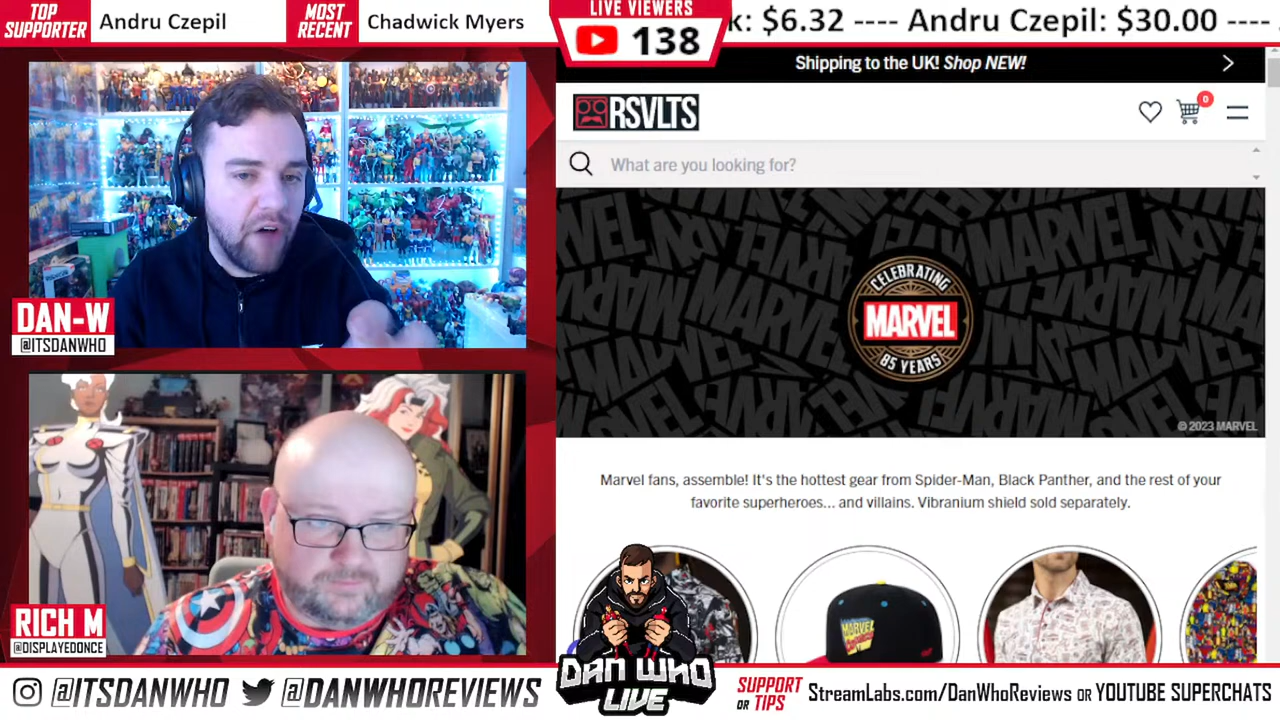 TOP SUPPORTER
Andru Czepil
MOST RECENT
Chadwick Myers
LIVE VIEWERS
138
k: $6.32 ---- Andru Czepil: $30.00 ----
Shipping to the UK! Shop NEW!
RSVLTS
0
What are you looking for?
CELEBRATING
MARVEL
85 YEARS
© 2023 MARVEL
Marvel fans, assemble! It's the hottest gear from Spider-Man, Black Panther, and the rest of your
favorite superheroes... and villains. Vibranium shield sold separately.
MARVEL
DAN-W
@ITSDANWHO
RICH M
@DISPLAYEDONCE
DAN WHO
LIVE
@ITSDANWHO
@DANWHOREVIEWS
SUPPORT
OR TIPS
StreamLabs.com/DanWhoReviews OR YOUTUBE SUPERCHATS